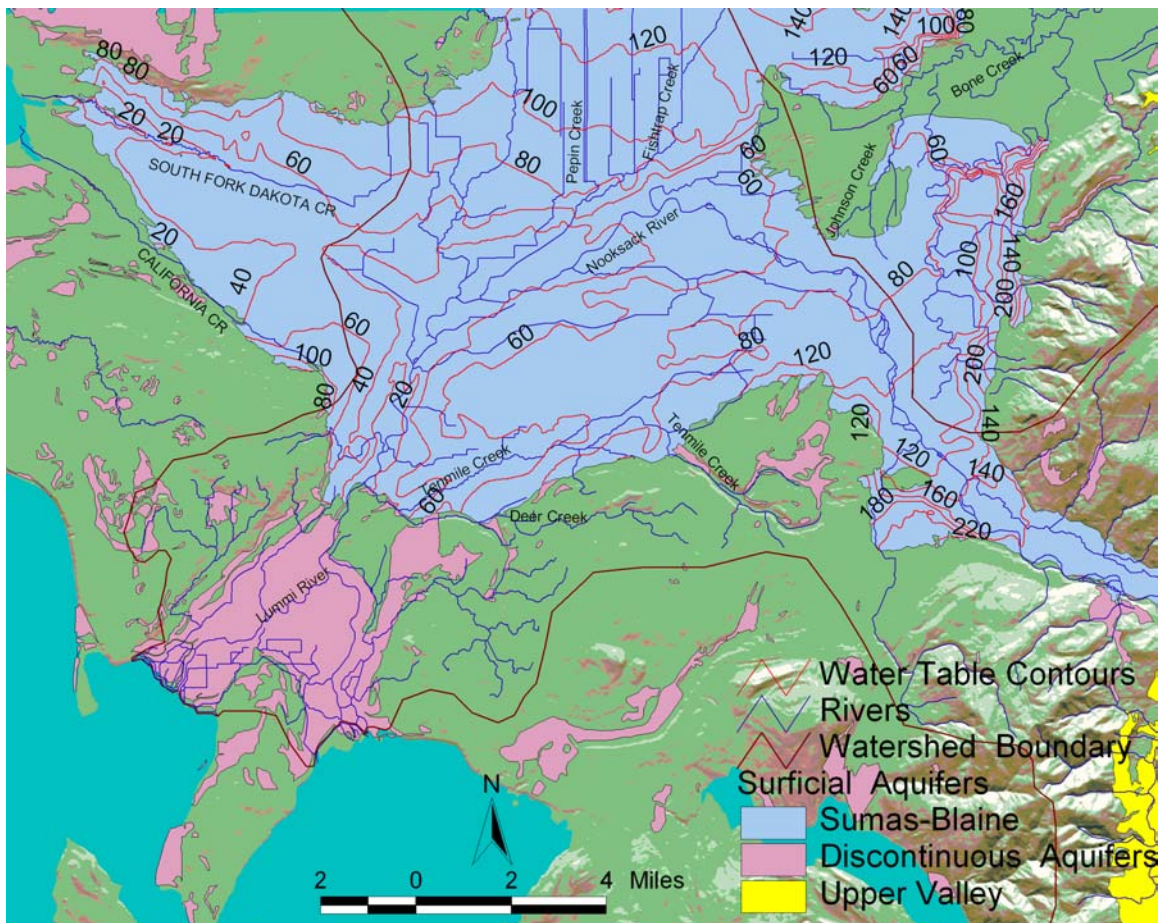 140
140
100
80
120
120
60
60
80
80
Bone Creek
100
20
20
Pepin Creek
Fishtrap Creek
60
80
60
60
60
SOUTH FORK DAKOTA CR
Johnson Creek
160
20
Nooksack River
100
140
CALIFORNIA CR
40
80
200
60
60
80
100
120
200
80
40
20
120
140
Tenmile Creek
120
140
Tenmile Creek
60
180
160
220
Deer Creek
Lummi River
Water Table Contours
Rivers
Watershed Boundary
Surficial Aquifers
N
Sumas-Blaine
Discontinuous Aquifers
2 0 2 4 Miles
Upper Valley